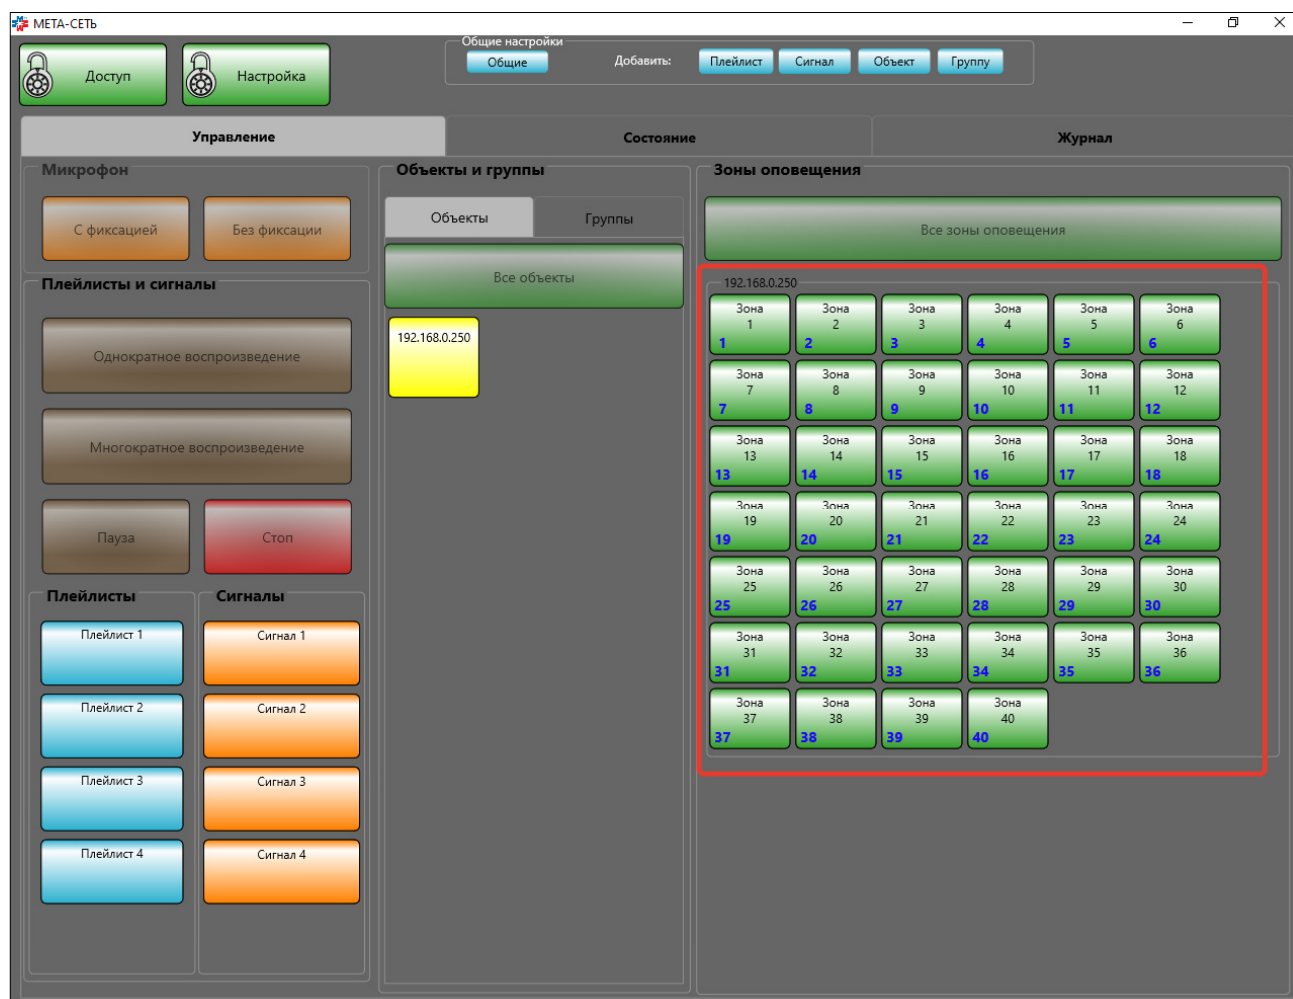 МЕТА-СЕТЬ
Доступ
Настройка
Общие настройки
Общие
Добавить:
Плейлист
Сигнал
Объект
Группу
Управление
Состояние
Журнал
Микрофон
С фиксацией
Без фиксации
Плейлисты и сигналы
Однократное воспроизведение
Многократное воспроизведение
Пауза
Стоп
Плейлисты
Плейлист 1
Плейлист 2
Плейлист 3
Плейлист 4
Сигналы
Сигнал 1
Сигнал 2
Сигнал 3
Сигнал 4
Объекты и группы
Объекты
Группы
Все объекты
192.168.0.250
Зоны оповещения
Все зоны оповещения
192.168.0.250
Зона Зона Зона Зона Зона Зона
1 2 3 4 5 6
1 2 3 4 5 6
Зона Зона Зона Зона Зона Зона
7 8 9 10 11 12
7 8 9 10 11 12
Зона Зона Зона Зона Зона Зона
13 14 15 16 17 18
13 14 15 16 17 18
Зона Зона Зона Зона Зона Зона
19 20 21 22 23 24
19 20 21 22 23 24
Зона Зона Зона Зона Зона Зона
25 26 27 28 29 30
25 26 27 28 29 30
Зона Зона Зона Зона Зона Зона
31 32 33 34 35 36
31 32 33 34 35 36
Зона Зона Зона Зона
37 38 39 40
37 38 39 40